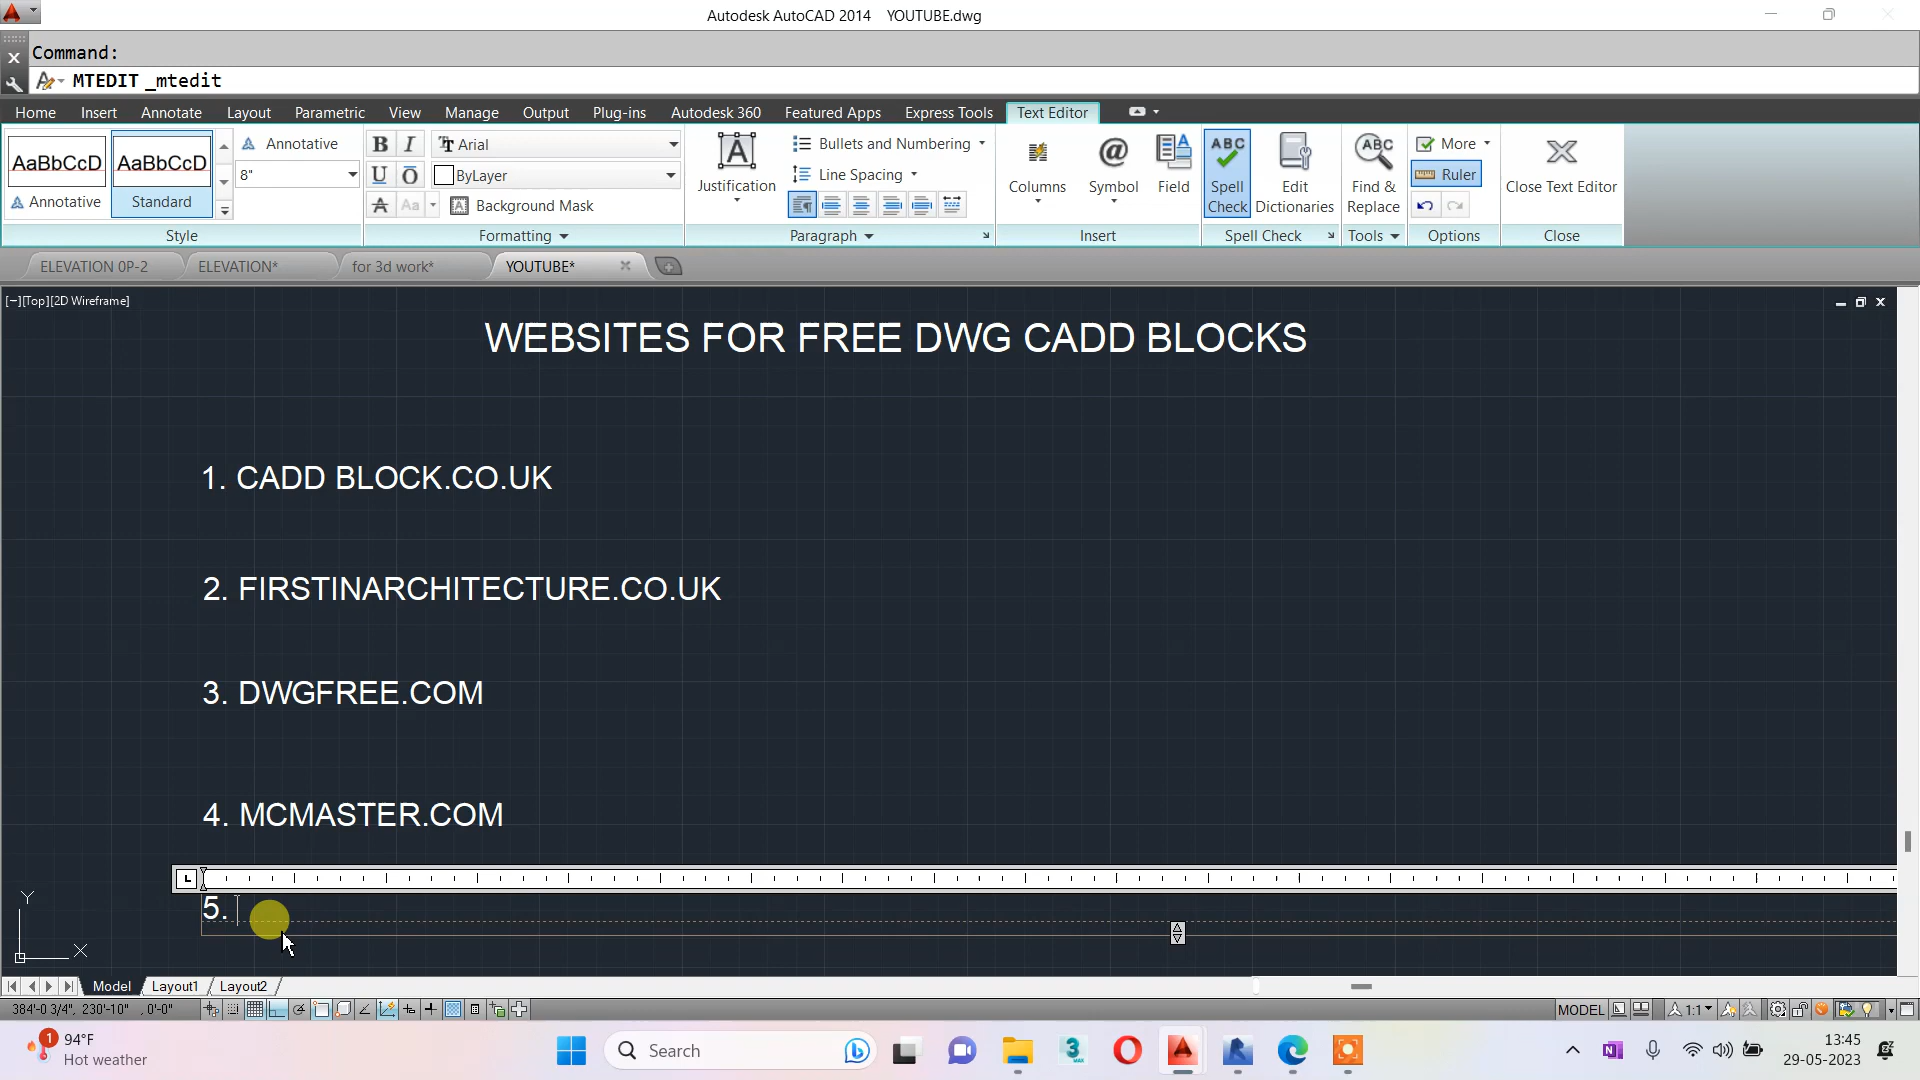 Autodesk AutoCAD 2014 YOUTUBE.dwg
Command:
MTEDIT _mtedit
Home Insert Annotate Layout Parametric View Manage Output Plug-ins Autodesk 360 Featured Apps Express Tools Text Editor
AaBbCcD AaBbCcD
Annotative Standard
Annotative
8"
Style
B I Arial
U O ByLayer
A Aa Background Mask
Formatting
A
Justification
Bullets and Numbering
Line Spacing
Paragraph
Columns
@
Symbol
Field
Insert
ABC
Spell
Check
Edit
Dictionaries
Spell Check
ABC
Find &
Replace
Tools
More
Ruler
Options
Close Text Editor
Close
ELEVATION 0P-2 ELEVATION* for 3d work* YOUTUBE*
[−][Top][2D Wireframe]
WEBSITES FOR FREE DWG CADD BLOCKS
1. CADD BLOCK.CO.UK
2. FIRSTINARCHITECTURE.CO.UK
3. DWGFREE.COM
4. MCMASTER.COM
L
5.
Y
X
Model Layout1 Layout2
384'-0 3/4", 230'-10" , 0'-0" MODEL 1:1
1 94°F
Hot weather
Search
3
MAX
N
13:45
29-05-2023